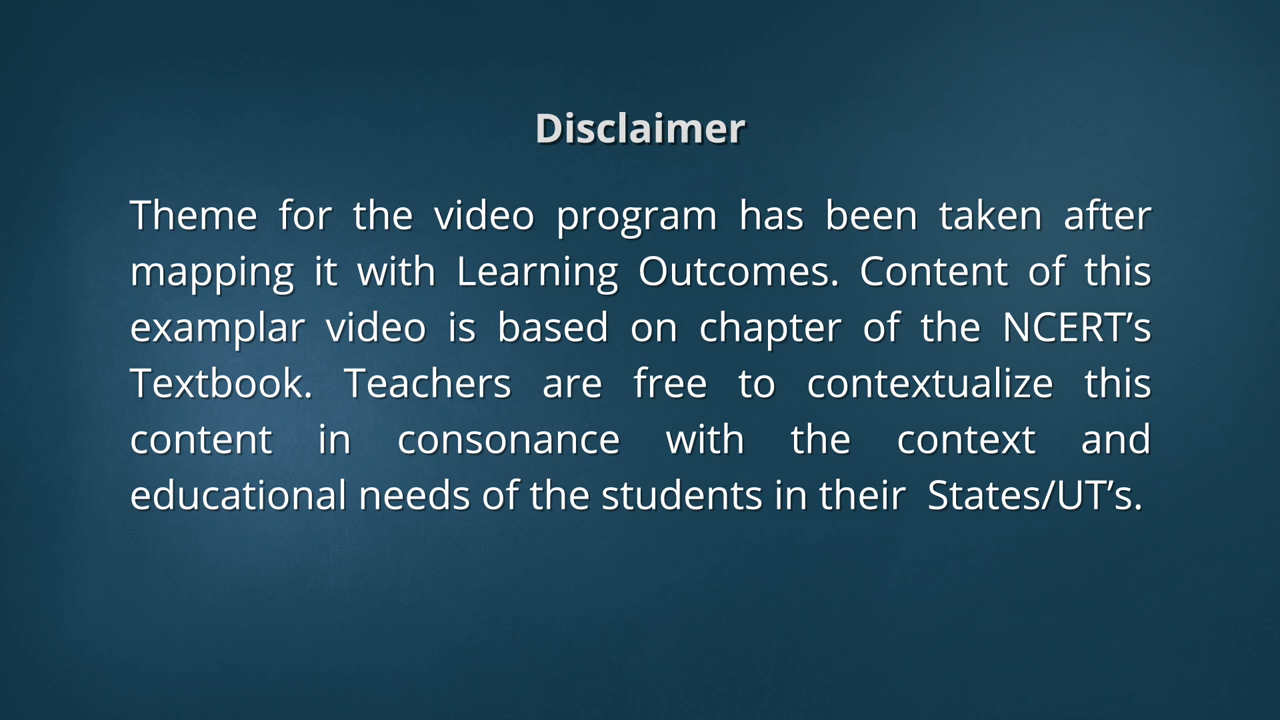 Disclaimer
Theme for the video program has been taken after
mapping it with Learning Outcomes. Content of this
examplar video is based on chapter of the NCERT’s
Textbook. Teachers are free to contextualize this
content in consonance with the context and
educational needs of the students in their  States/UT’s.